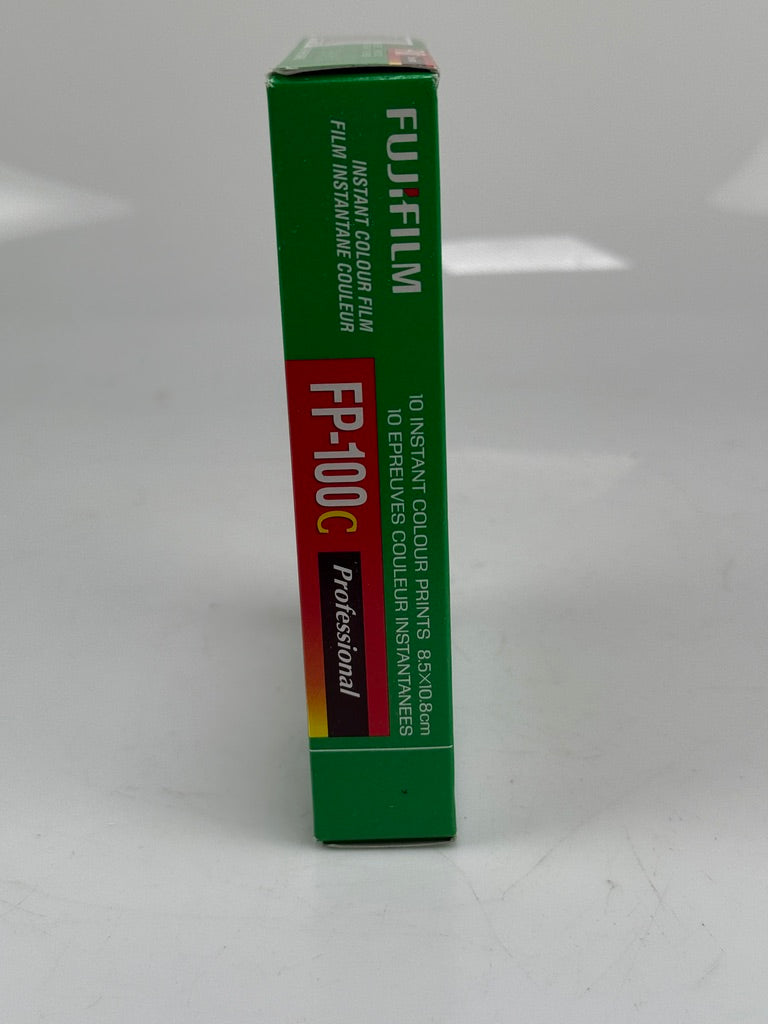 FUJIFILM
INSTANT COLOUR FILM
FILM INSTANTANE COULEUR
10 INSTANT COLOUR PRINTS 8.5×10.8cm
10 EPREUVES COULEUR INSTANTANEES
FP-100C
Professional